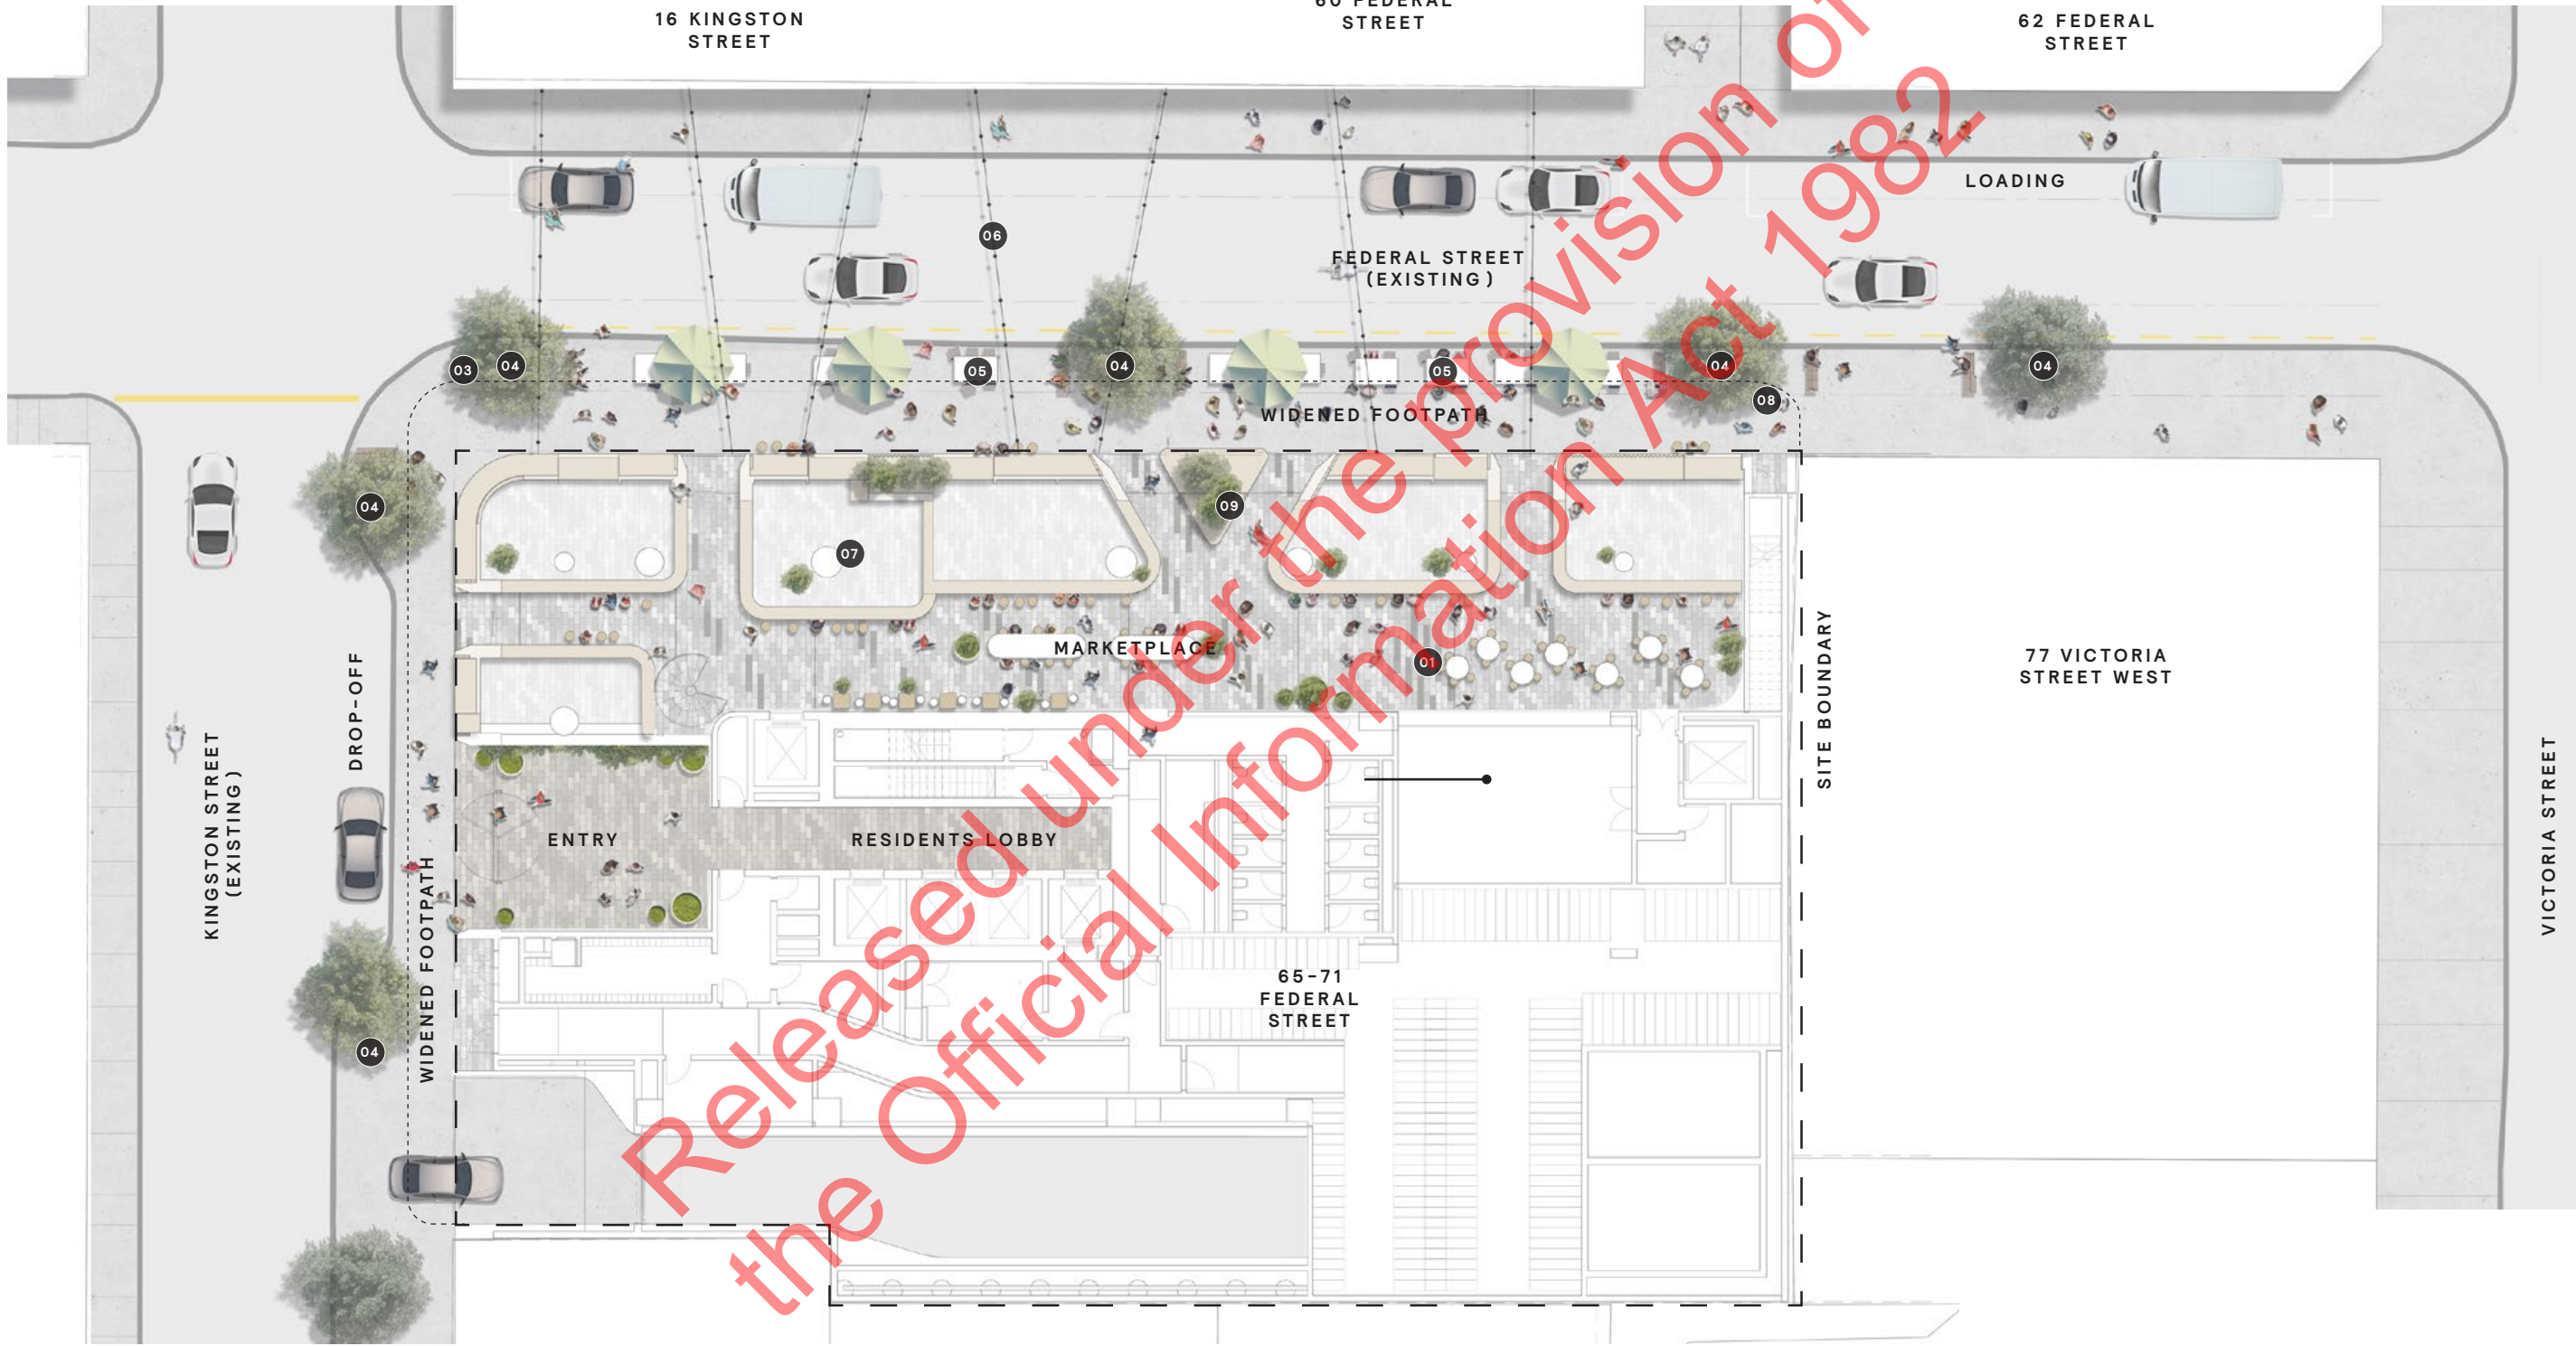 16 KINGSTON
STREET
60 FEDERAL
STREET
62 FEDERAL
STREET
LOADING
06
FEDERAL STREET
(EXISTING)
03
04
05
04
05
04
04
08
WIDENED FOOTPATH
04
09
07
MARKETPLACE
01
DROP-OFF
SITE BOUNDARY
77 VICTORIA
STREET WEST
KINGSTON STREET
(EXISTING)
ENTRY
RESIDENTS LOBBY
VICTORIA STREET
WIDENED FOOTPATH
65-71
FEDERAL
STREET
04
Released under the provision of
the Official Information Act 1982